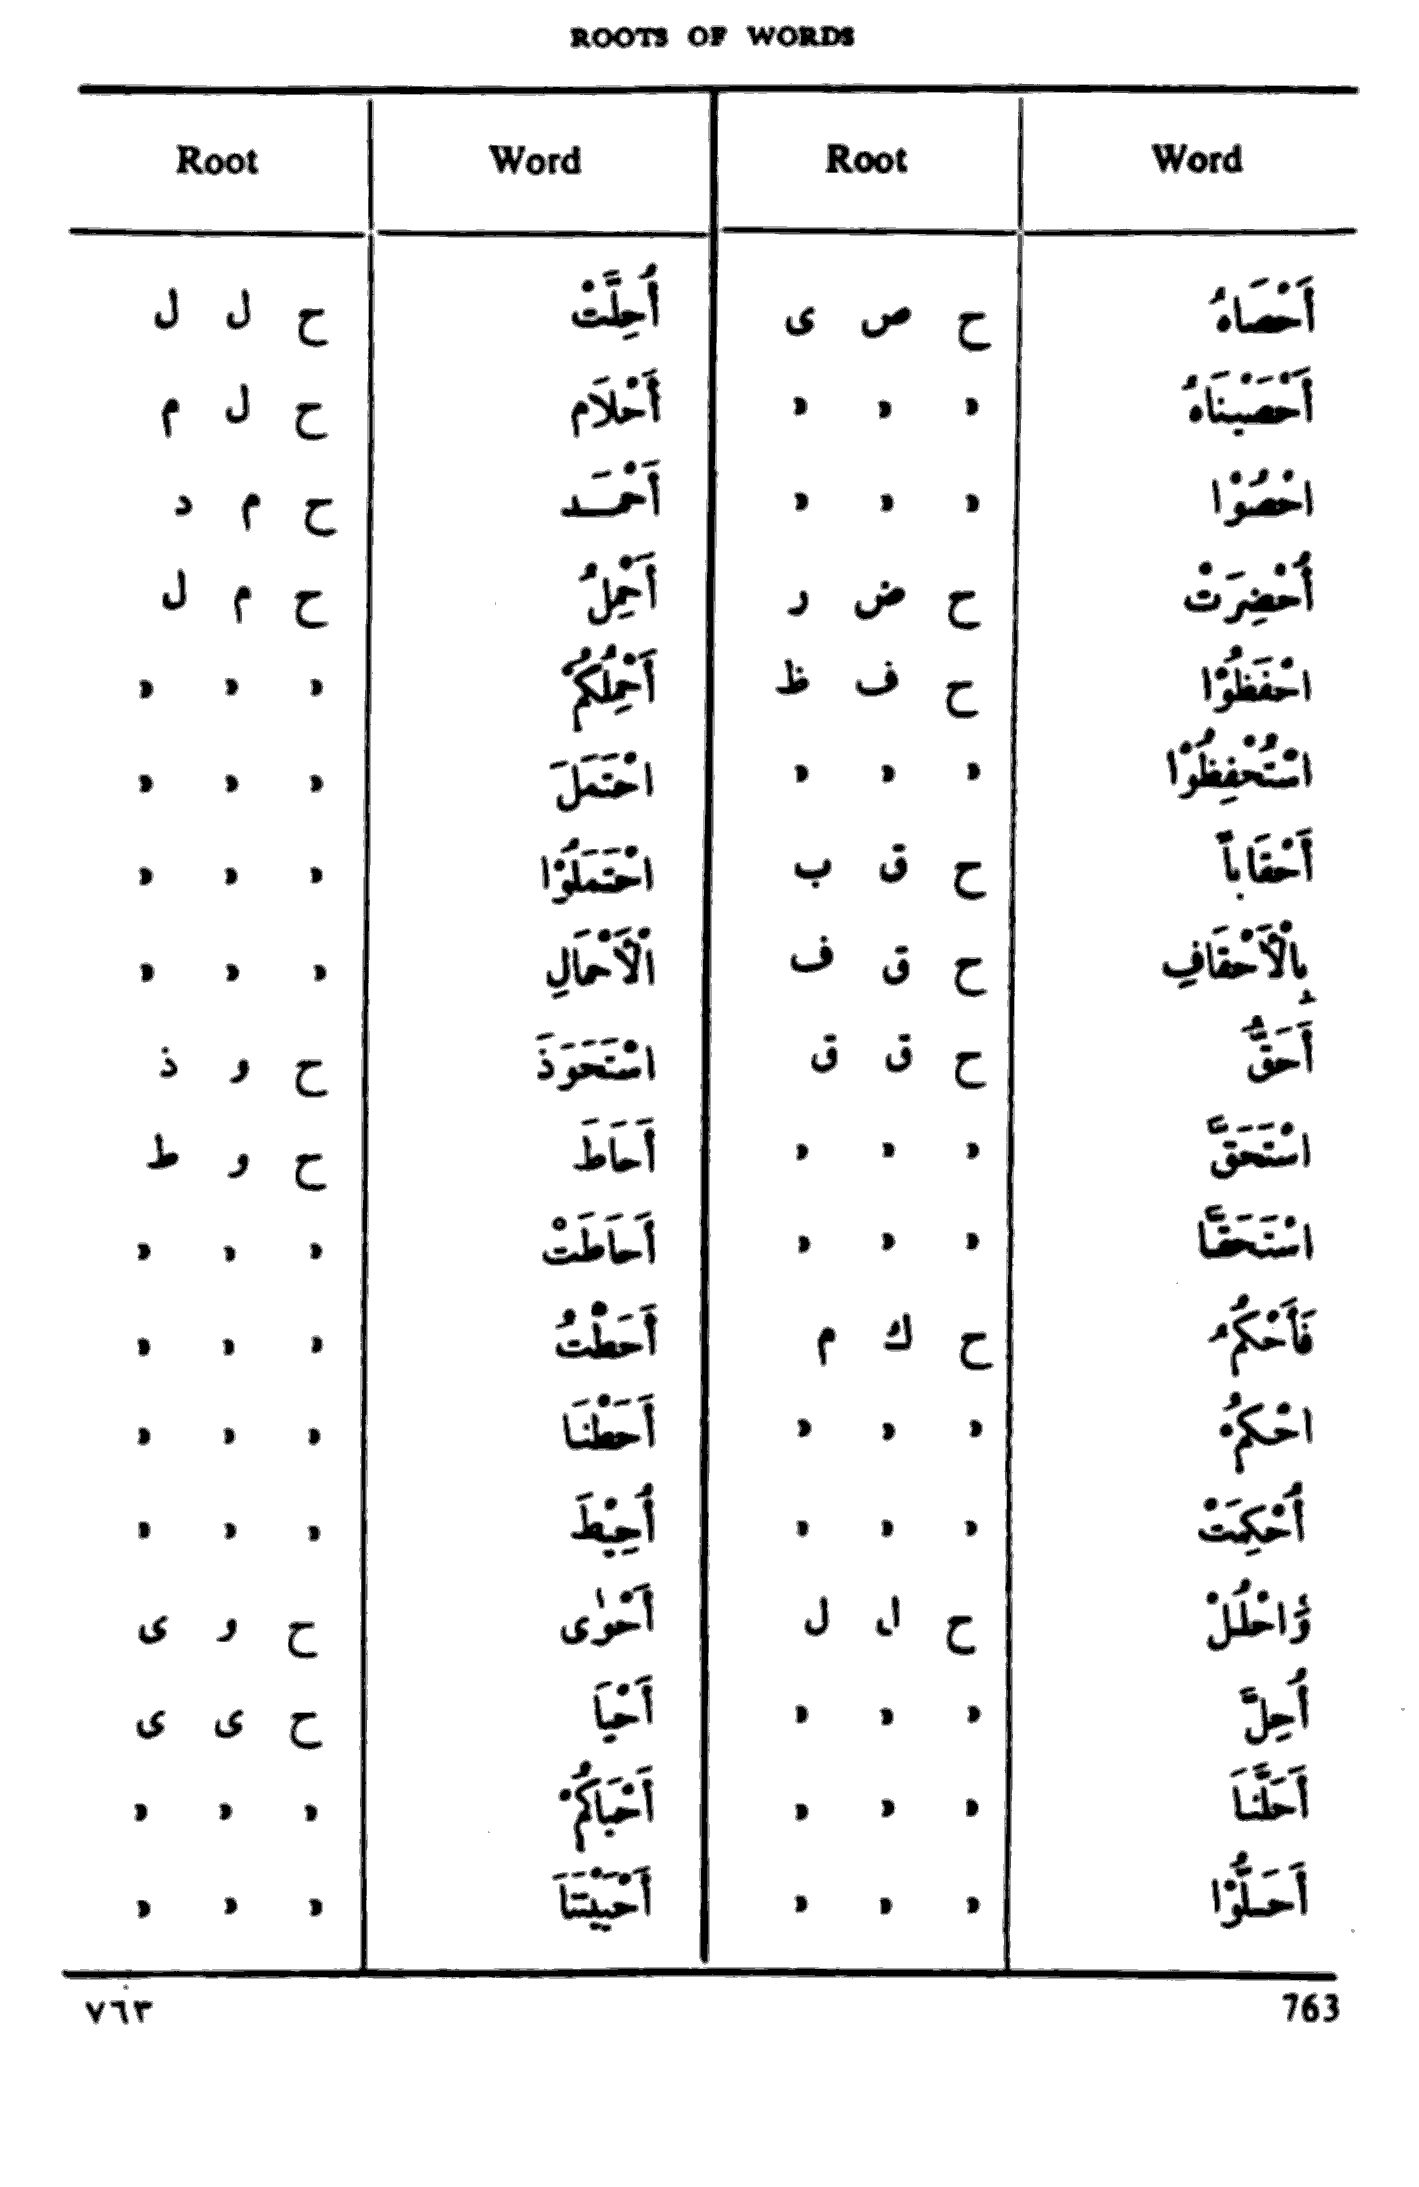 ROOTS OF WORDS
Word Root Word Root
أَحْصَاهُ ح ص ى أُحِلَّتْ ح ل ل
أَحْصَيْنَاهُ » » » أَحْلَام ح ل م
احْصُوْا » » » أَحْمَد ح م د
أُحْضِرَتْ ح ض ر أَحْمِلُ ح م ل
احْفَظُوْا ح ف ظ أَحْمِلُكُمْ » » »
اسْتُحْفِظُوْا » » » احْتَمَلَ » » »
أَحْقَاباً ح ق ب احْتَمَلُوْا » » »
بِالْأَحْقَافِ ح ق ف الْأَحْمَالِ » » »
أَحَقُّ ح ق ق اسْتَحْوَذَ ح و ذ
اسْتَحَقَّ » » » أَحَاطَ ح و ط
اسْتَحَقَّا » » » أَحَاطَتْ » » »
فَأَحْكُمُ ح ك م أَحَطْتُ » » »
احْكُمْ » » » أَحَطْنَا » » »
أُحْكِمَتْ » » » أُحِيْطَ » » »
وَاحْلُلْ ح ل ل أَحْوٰى ح و ى
أُحِلَّ » » » أَحْيَا ح ى ى
أَحَلَّنَا » » » أَحْيَاكُمْ » » »
أَحَلُّوْا » » » أَحْيَيْتَنَا » » »
٧٦٣ 763